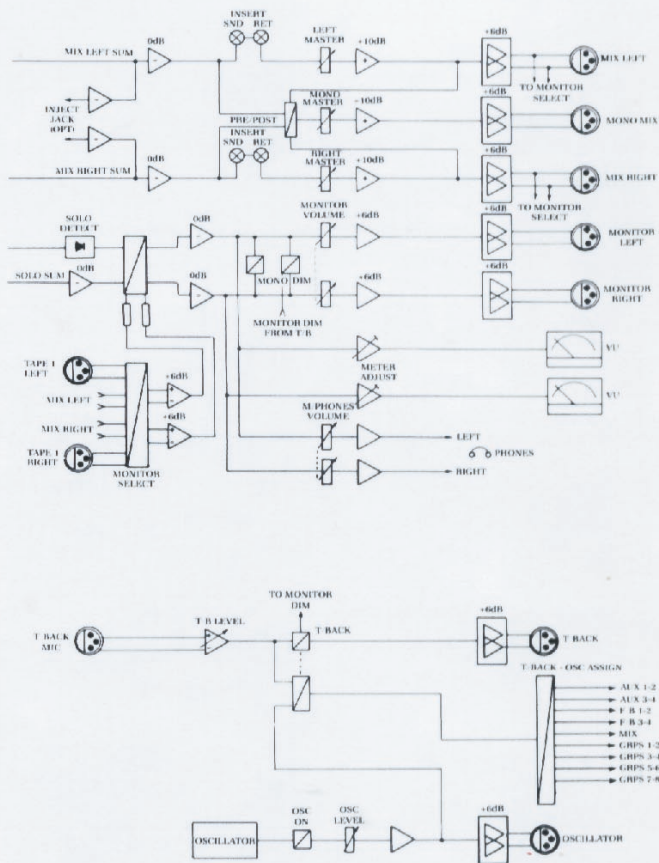 INSERT
SND RET
LEFT
MASTER
0dB
+10dB
+6dB
MIX LEFT SUM
MIX LEFT
TO MONITOR
SELECT
INJECT
JACK
(OPT)
MONO
MASTER
PRE-POST
+10dB
+6dB
MONO MIX
INSERT
SND RET
RIGHT
MASTER
0dB
+10dB
+6dB
MIX RIGHT SUM
MIX RIGHT
TO MONITOR
SELECT
SOLO
DETECT
0dB
MONITOR
VOLUME
+6dB
+6dB
MONITOR
LEFT
SOLO SUM
0dB
0dB
MONO DIM
+6dB
+6dB
MONITOR
RIGHT
MONITOR DIM
FROM T/B
TAPE 1
LEFT
+6dB
METER
ADJUST
VU
MIX LEFT
VU
MIX RIGHT
+6dB
M-PHONES
VOLUME
TAPE 1
RIGHT
MONITOR
SELECT
LEFT
PHONES
RIGHT
TO MONITOR
DIM
T-BACK
MIC
T B LEVEL
T-BACK
+6dB
T-BACK
T-BACK - OSC ASSIGN
AUX 1-2
AUX 3-4
F B 1-2
F B 3-4
MIX
GRPS 1-2
GRPS 3-4
GRPS 5-6
GRPS 7-8
OSCILLATOR
OSC
ON
OSC
LEVEL
+6dB
OSCILLATOR